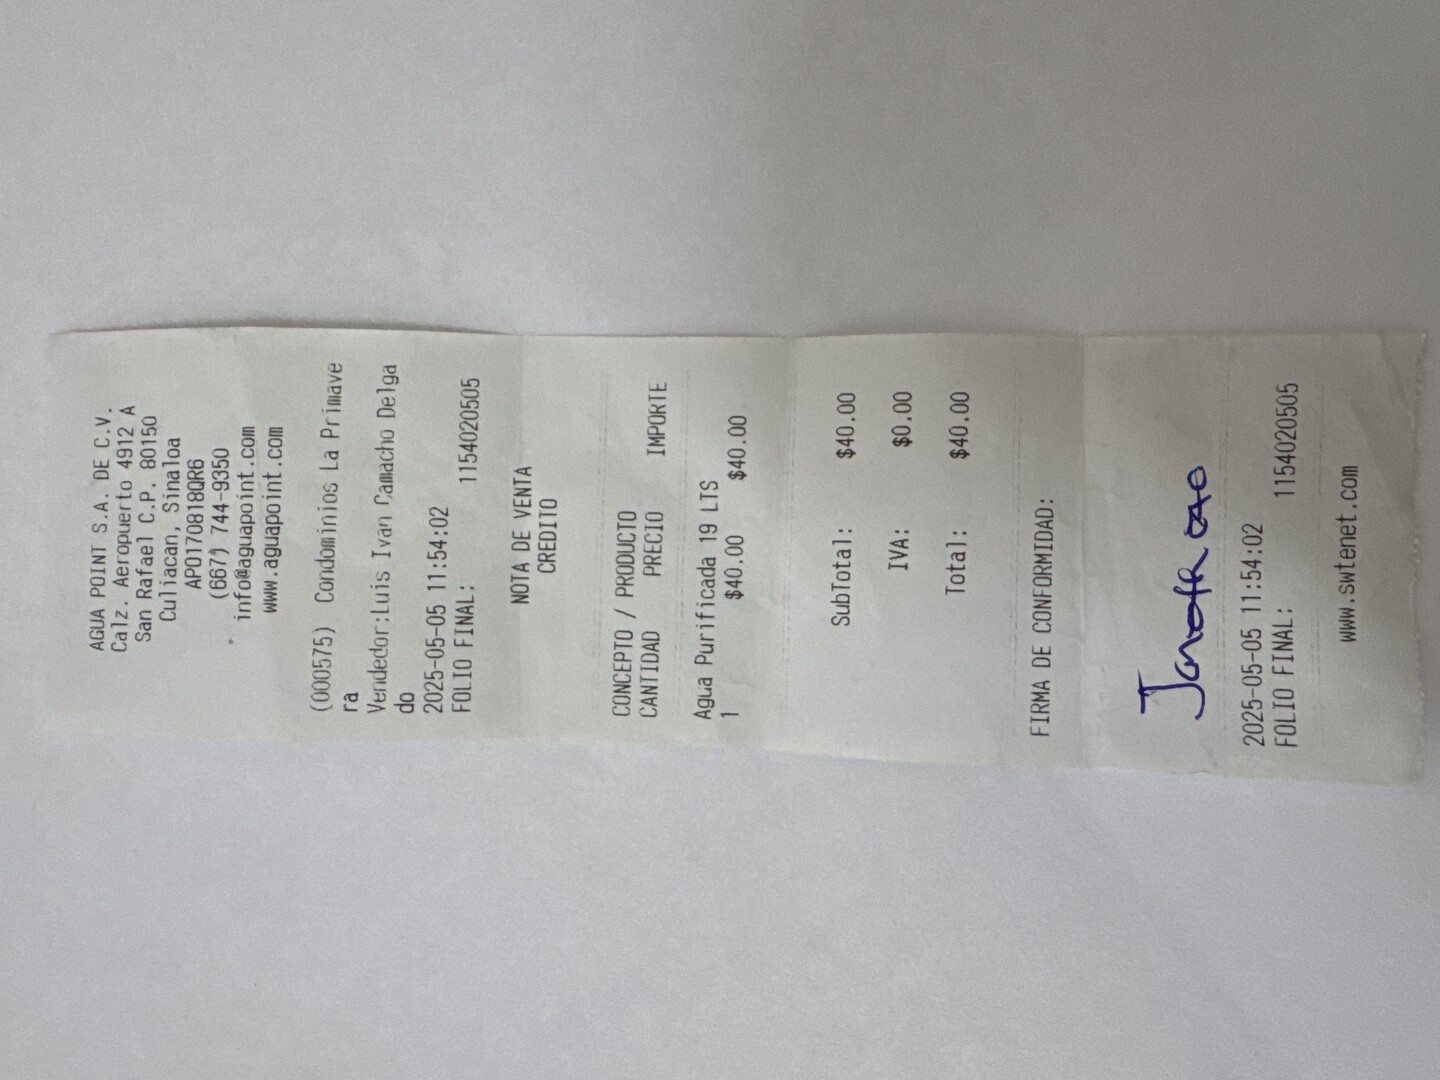 AGUA POINT S.A. DE C.V.
Calz. Aeropuerto 4912 A
San Rafael C.P. 80150
Culiacan, Sinaloa
APO170818QR6
(667) 744-9350
info@aguapoint.com
www.aguapoint.com
(000575) Condominios La Primave
ra
Vendedor:Luis Ivan Camacho Delga
do
2025-05-05 11:54:02
FOLIO FINAL: 1154020505
NOTA DE VENTA
CREDITO
CONCEPTO / PRODUCTO
CANTIDAD PRECIO IMPORTE
Agua Purificada 19 LTS
1 $40.00 $40.00
SubTotal: $40.00
IVA: $0.00
Total: $40.00
FIRMA DE CONFORMIDAD:
2025-05-05 11:54:02
FOLIO FINAL: 1154020505
www.swtenet.com